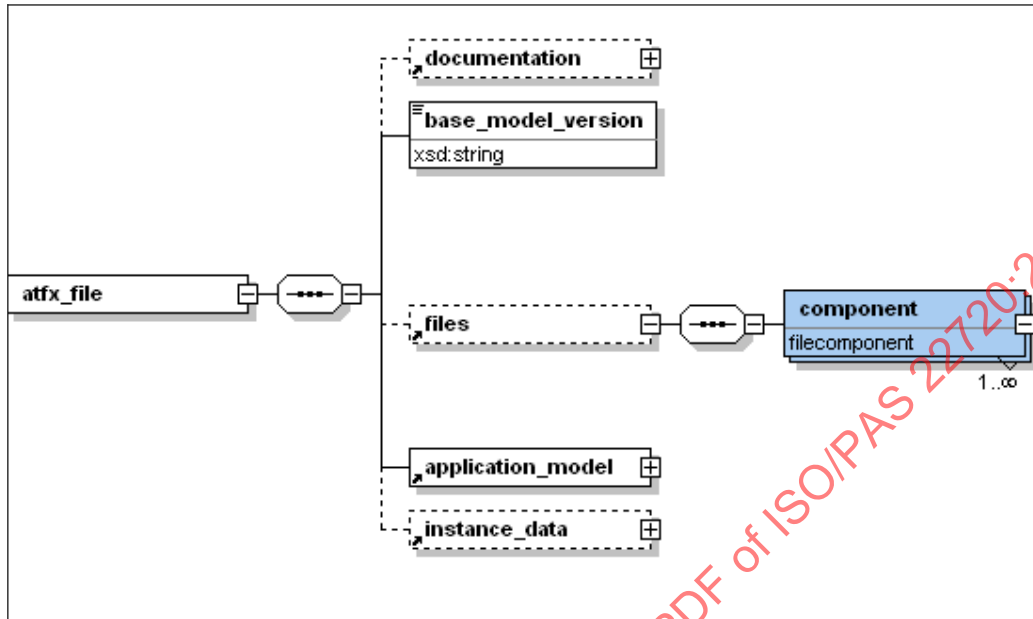 documentation
base_model_version
xsd:string
atfx_file
files
component
filecomponent
1..∞
application_model
instance_data
PDF of ISO/PAS 22720:2